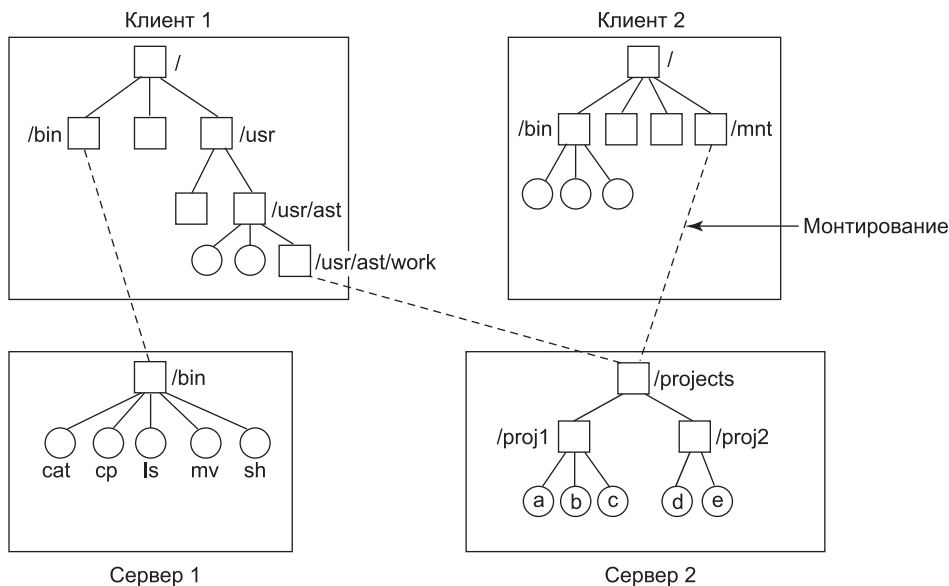 Клиент 1
Клиент 2
/
/
/bin
/usr
/bin
/mnt
/usr/ast
/usr/ast/work
Монтирование
/bin
/projects
/proj1
/proj2
cat
cp
ls
mv
sh
a
b
c
d
e
Сервер 1
Сервер 2